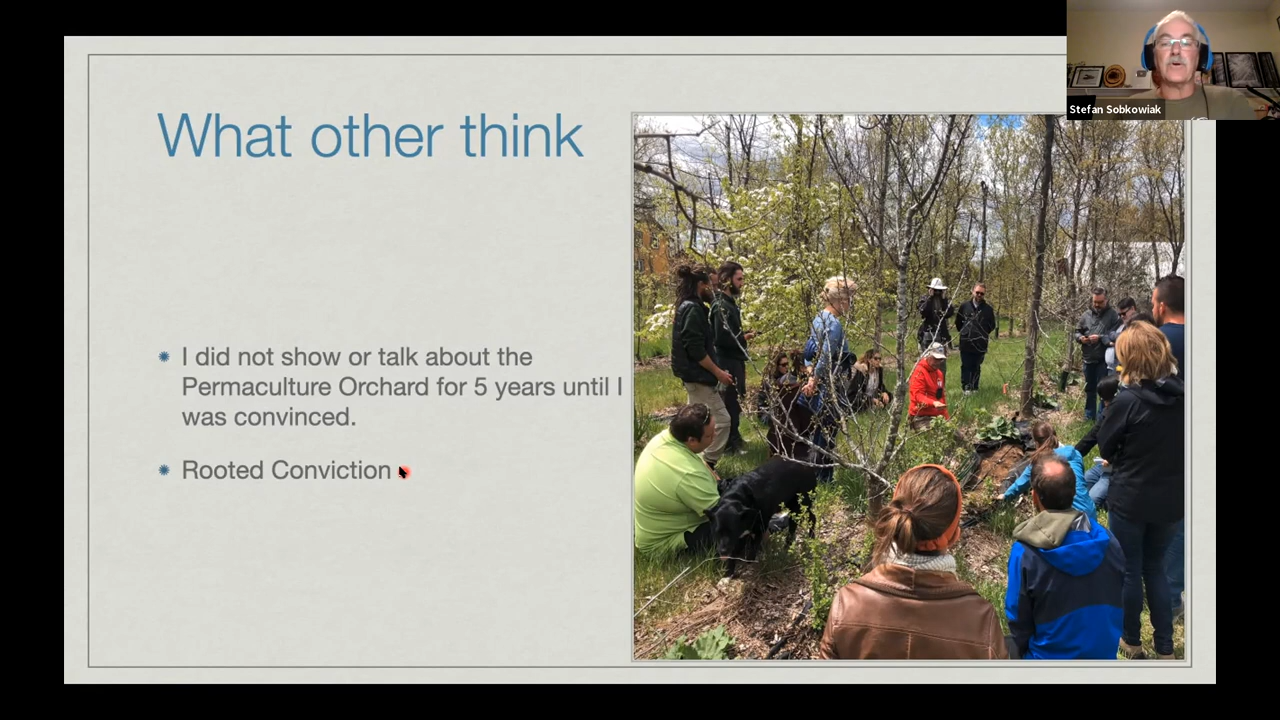 What other think
I did not show or talk about the
Permaculture Orchard for 5 years until I
was convinced.
Rooted Conviction
Stefan Sobkowiak